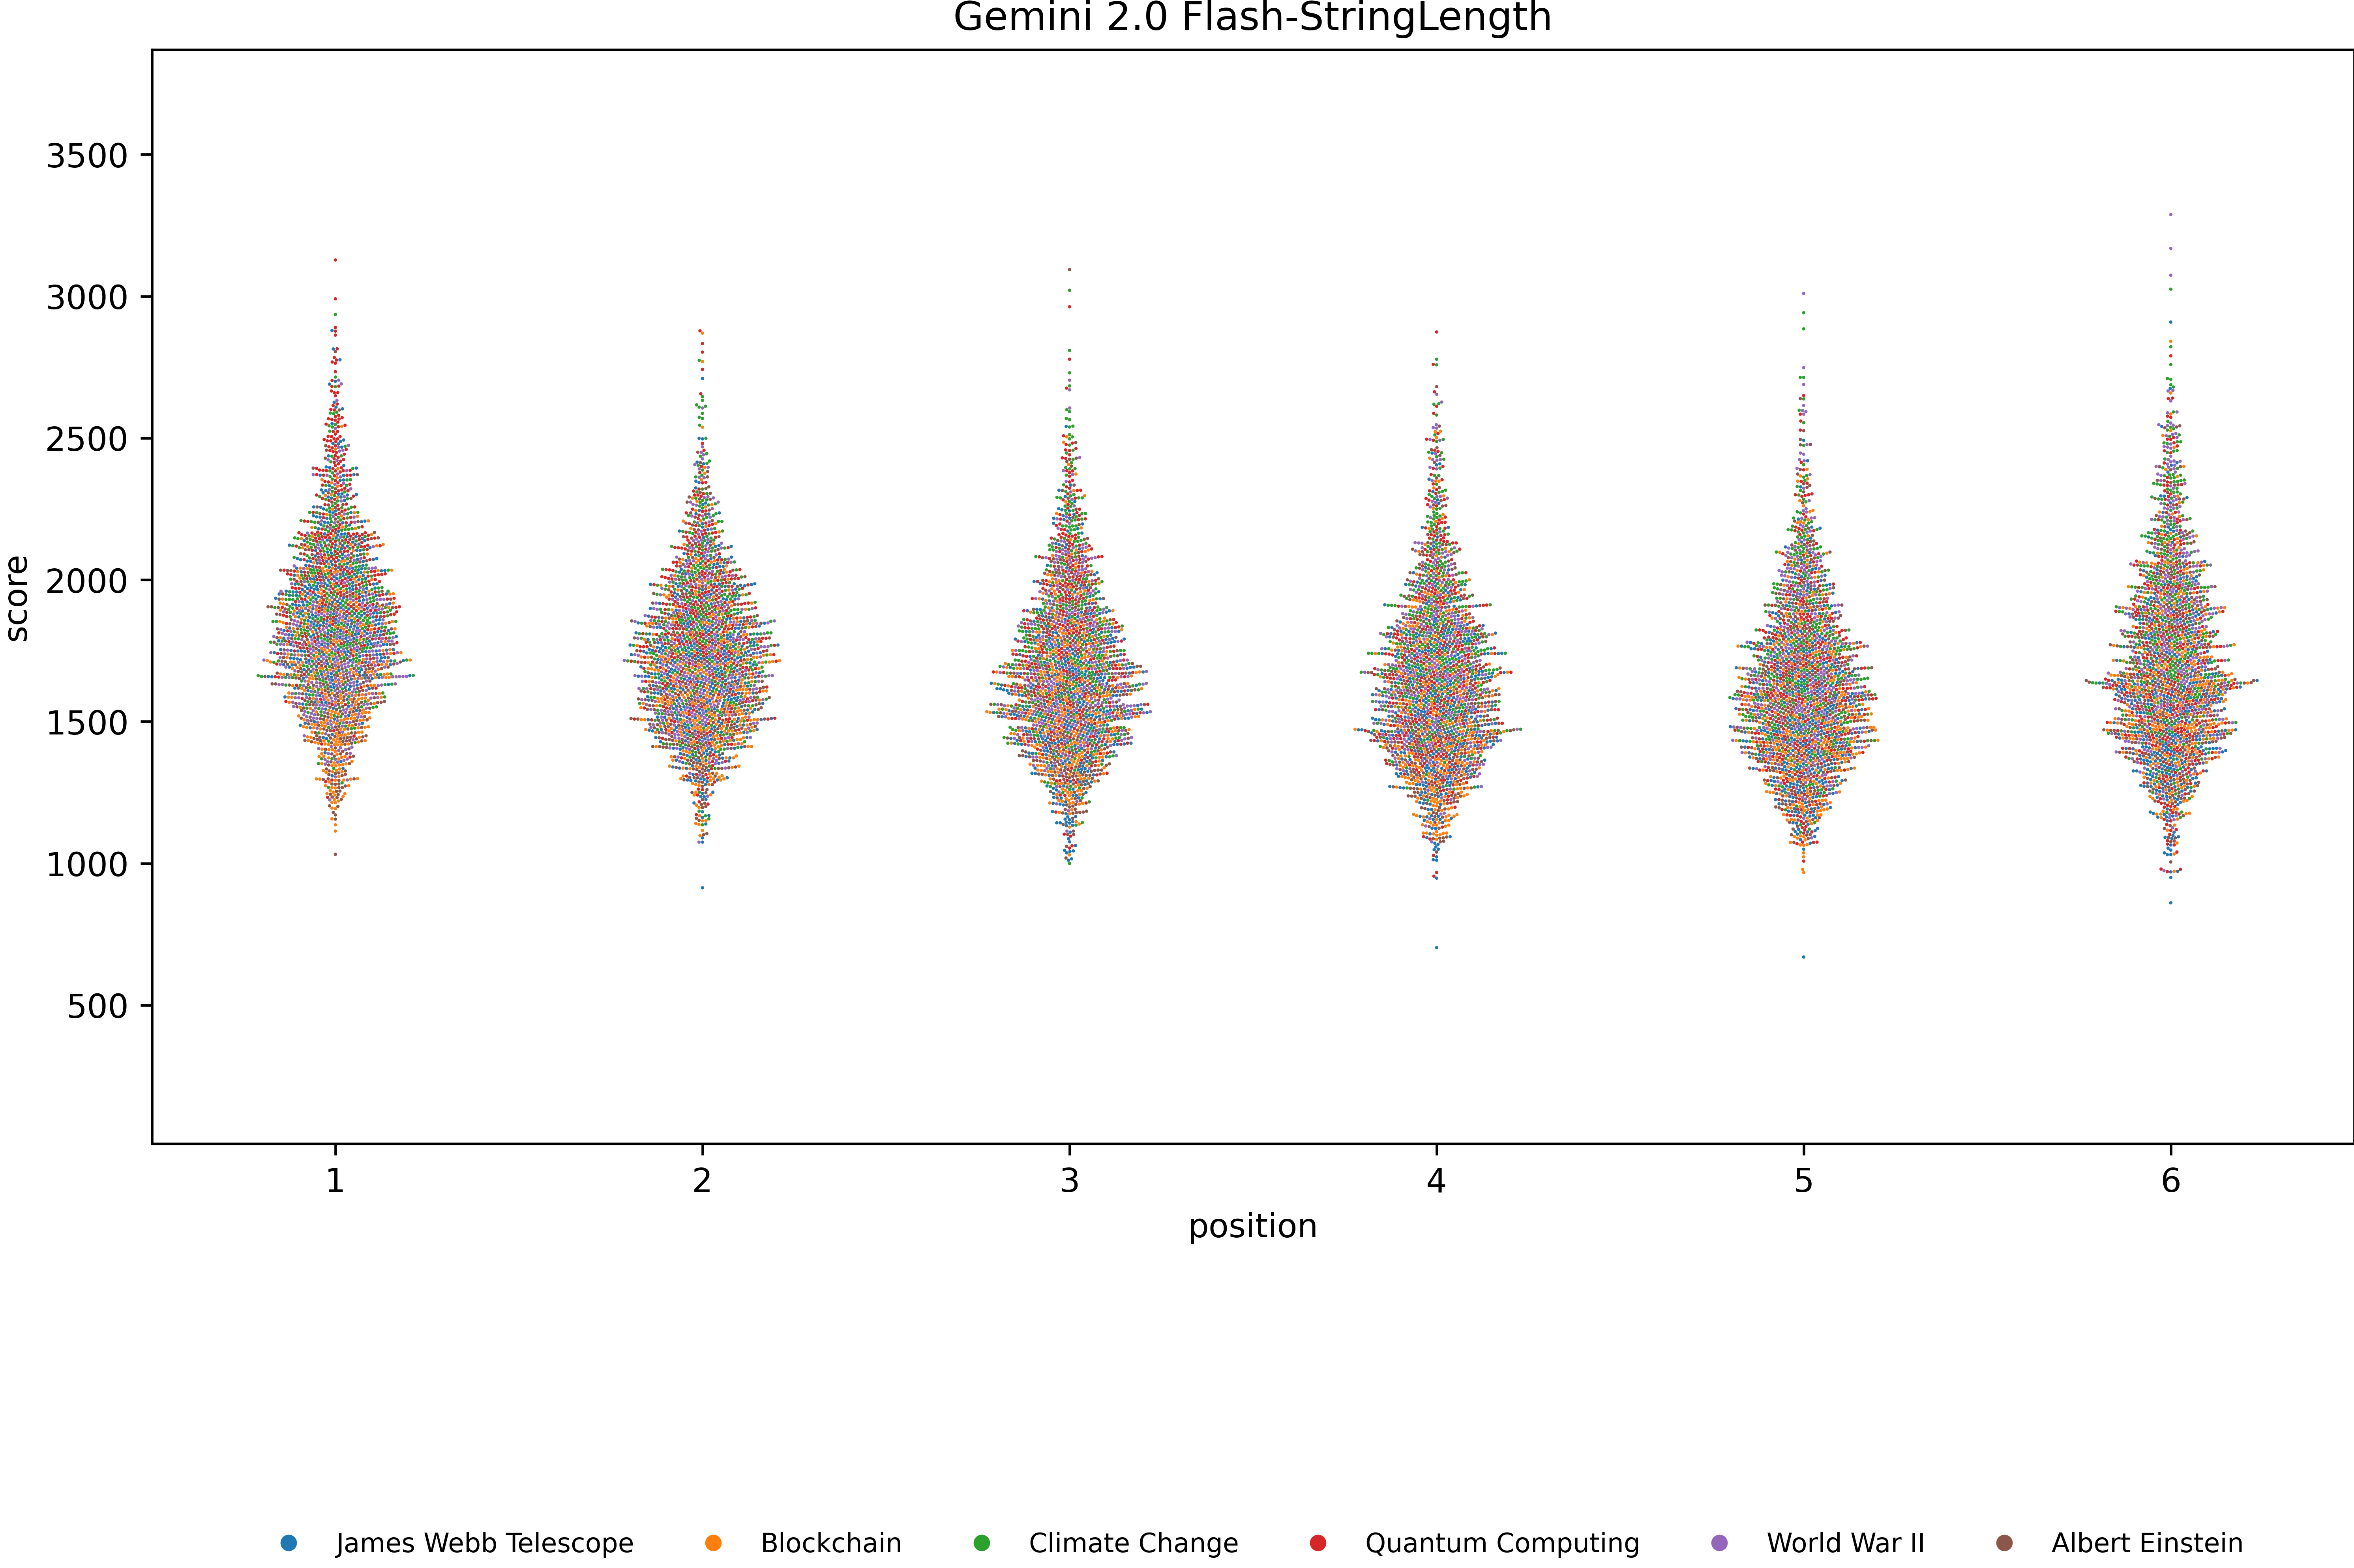 Gemini 2.0 Flash-StringLength
3500
3000
2500
2000
1500
1000
500
score
1 2 3 4 5 6
position
James Webb Telescope Blockchain Climate Change Quantum Computing World War II Albert Einstein